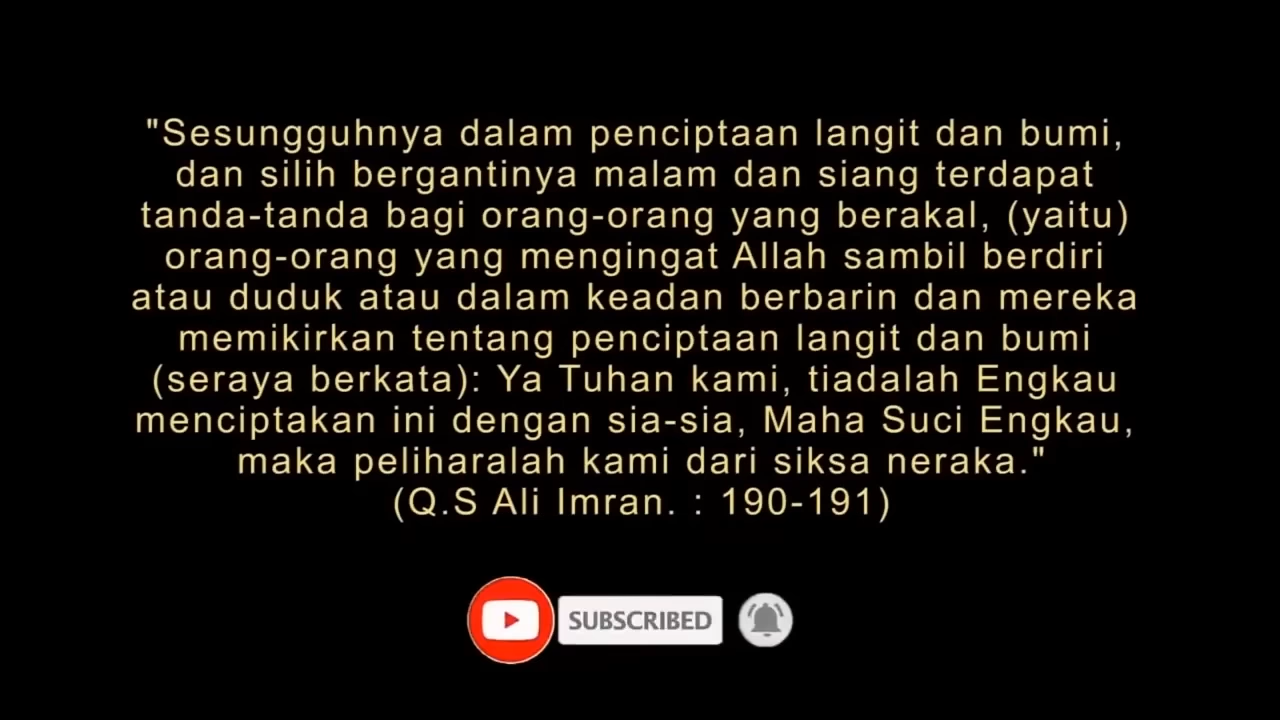 "Sesungguhnya dalam penciptaan langit dan bumi,
dan silih bergantinya malam dan siang terdapat
tanda-tanda bagi orang-orang yang berakal, (yaitu)
orang-orang yang mengingat Allah sambil berdiri
atau duduk atau dalam keadan berbarin dan mereka
memikirkan tentang penciptaan langit dan bumi
(seraya berkata): Ya Tuhan kami, tiadalah Engkau
menciptakan ini dengan sia-sia, Maha Suci Engkau,
maka peliharalah kami dari siksa neraka."
(Q.S Ali Imran. : 190-191)
SUBSCRIBED